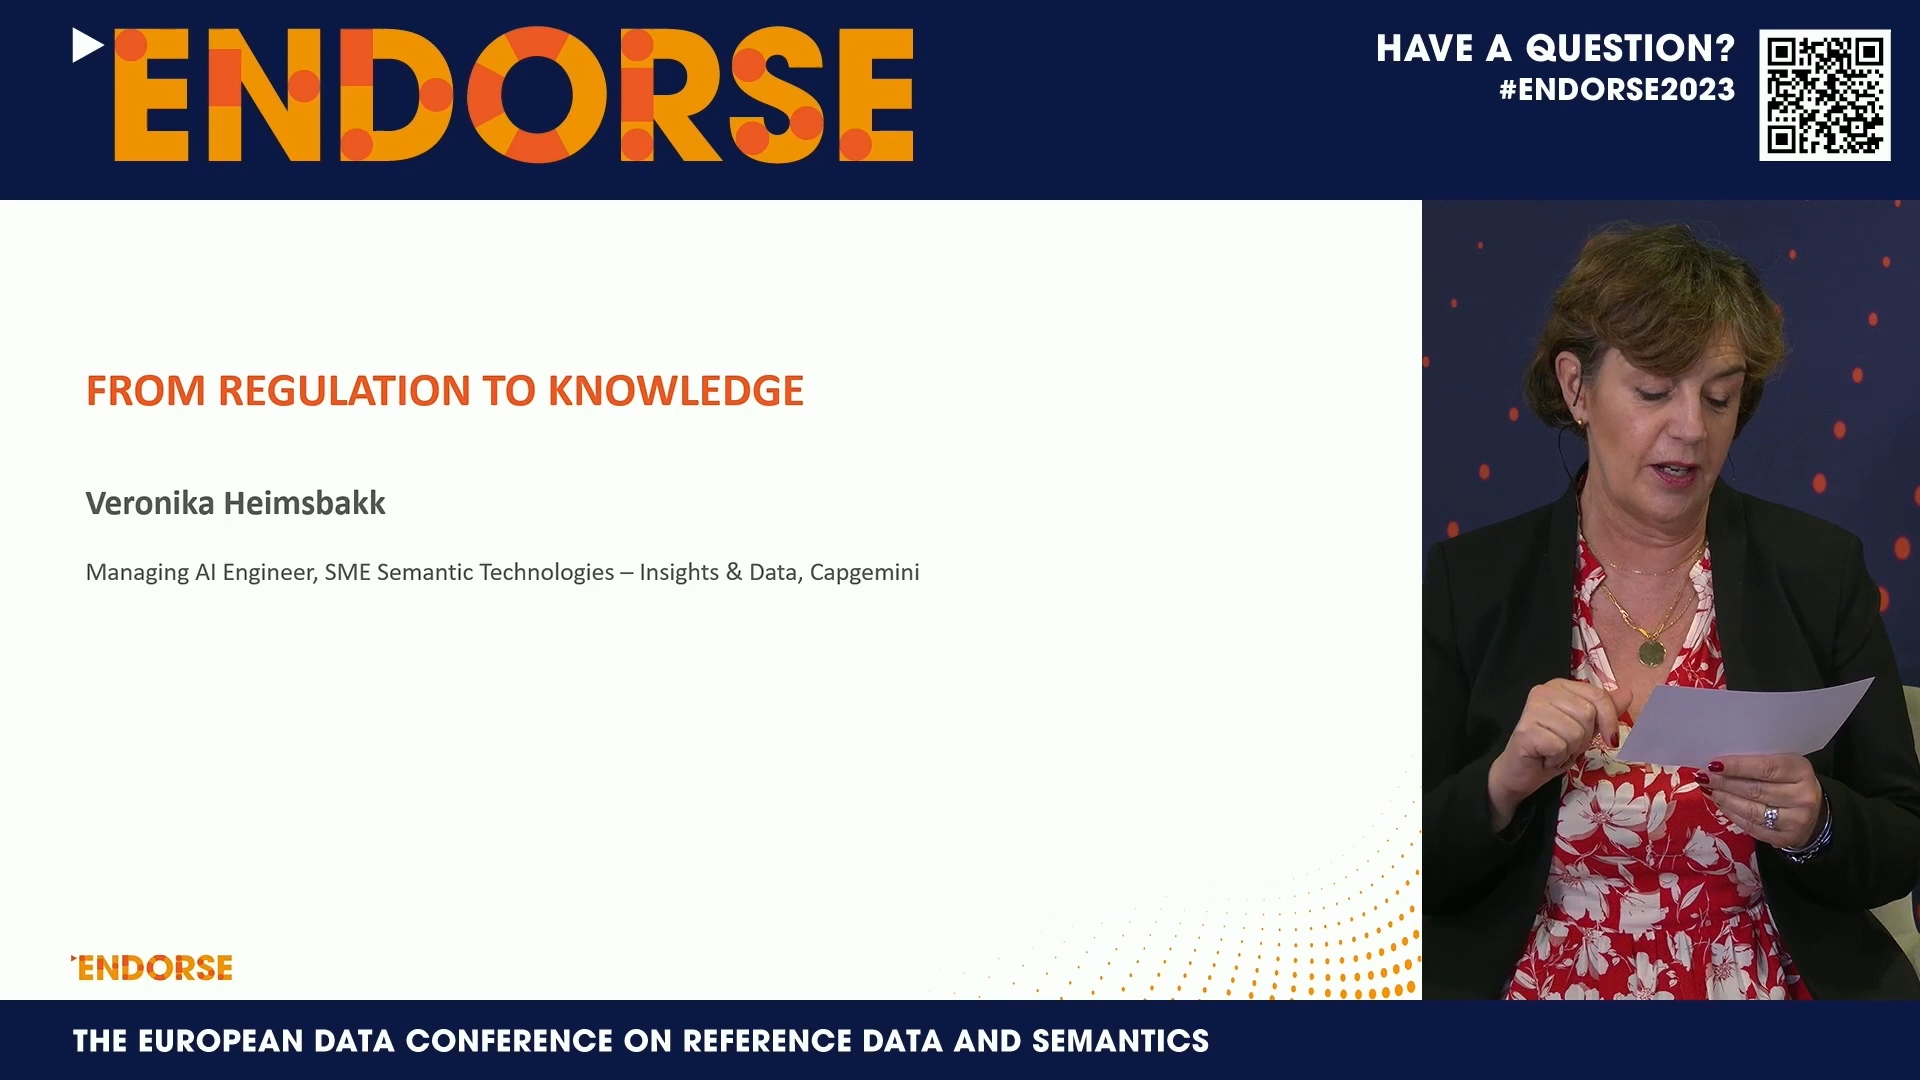 ENDORSE
HAVE A QUESTION?
#ENDORSE2023
FROM REGULATION TO KNOWLEDGE
Veronika Heimsbakk
Managing AI Engineer, SME Semantic Technologies – Insights & Data, Capgemini
ENDORSE
THE EUROPEAN DATA CONFERENCE ON REFERENCE DATA AND SEMANTICS